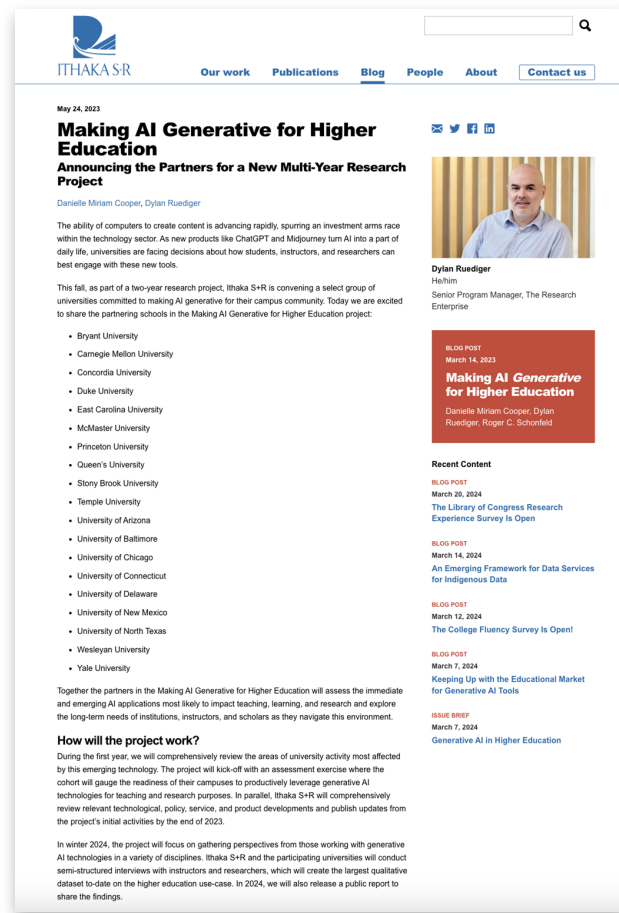 ITHAKA S·R
Our work
Publications
Blog
People
About
Contact us
May 24, 2023
Making AI Generative for Higher
Education
Announcing the Partners for a New Multi-Year Research
Project
Danielle Miriam Cooper, Dylan Ruediger
The ability of computers to create content is advancing rapidly, spurring an investment arms race
within the technology sector. As new products like ChatGPT and Midjourney turn AI into a part of
daily life, universities are facing decisions about how students, instructors, and researchers can
best engage with these new tools.
This fall, as part of a two-year research project, Ithaka S+R is convening a select group of
universities committed to making AI generative for their campus community. Today we are excited
to share the partnering schools in the Making AI Generative for Higher Education project:
• Bryant University
• Carnegie Mellon University
• Concordia University
• Duke University
• East Carolina University
• McMaster University
• Princeton University
• Queen's University
• Stony Brook University
• Temple University
• University of Arizona
• University of Baltimore
• University of Chicago
• University of Connecticut
• University of Delaware
• University of New Mexico
• University of North Texas
• Wesleyan University
• Yale University
Together the partners in the Making AI Generative for Higher Education will assess the immediate
and emerging AI applications most likely to impact teaching, learning, and research and explore
the long-term needs of institutions, instructors, and scholars as they navigate this environment.
How will the project work?
During the first year, we will comprehensively review the areas of university activity most affected
by this emerging technology. The project will kick-off with an assessment exercise where the
cohort will gauge the readiness of their campuses to productively leverage generative AI
technologies for teaching and research purposes. In parallel, Ithaka S+R will comprehensively
review relevant technological, policy, service, and product developments and publish updates from
the project's initial activities by the end of 2023.
In winter 2024, the project will focus on gathering perspectives from those working with generative
AI technologies in a variety of disciplines. Ithaka S+R and the participating universities will conduct
semi-structured interviews with instructors and researchers, which will create the largest qualitative
dataset to-date on the higher education use-case. In 2024, we will also release a public report to
share the findings.
Dylan Ruediger
He/him
Senior Program Manager, The Research
Enterprise
BLOG POST
March 14, 2023
Making AI Generative
for Higher Education
Danielle Miriam Cooper, Dylan
Ruediger, Roger C. Schonfeld
Recent Content
BLOG POST
March 20, 2024
The Library of Congress Research
Experience Survey Is Open
BLOG POST
March 14, 2024
An Emerging Framework for Data Services
for Indigenous Data
BLOG POST
March 12, 2024
The College Fluency Survey Is Open!
BLOG POST
March 7, 2024
Keeping Up with the Educational Market
for Generative AI Tools
ISSUE BRIEF
March 7, 2024
Generative AI in Higher Education